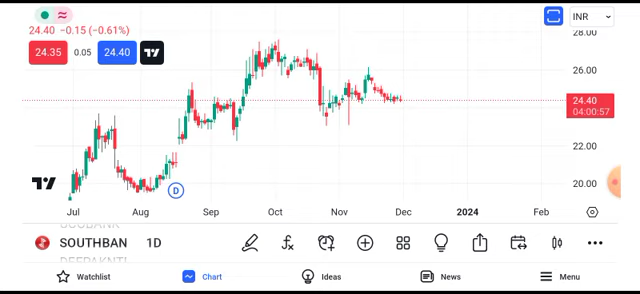 INR
24.40 −0.15 (−0.61%)
28.00
24.35 0.05 24.40
26.00
24.40
04:00:57
22.00
20.00
D
Jul Aug Sep Oct Nov Dec 2024 Feb
SOUTHBAN 1D
Watchlist Chart Ideas News Menu